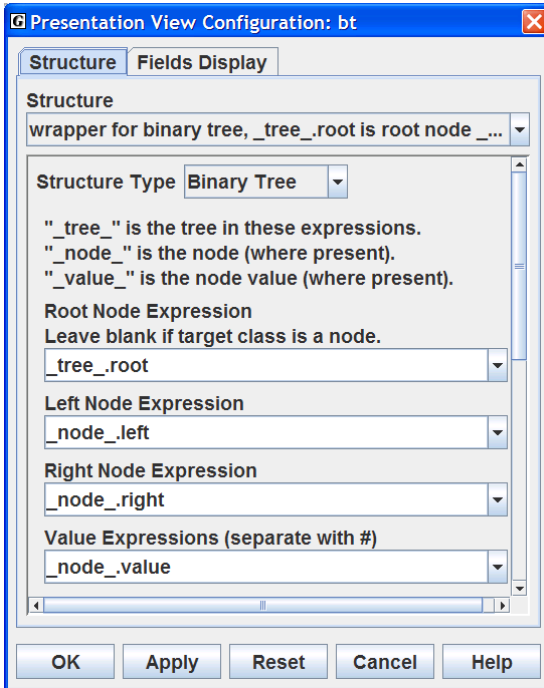 G Presentation View Configuration: bt
Structure Fields Display
Structure
wrapper for binary tree, _tree_.root is root node _...
Structure Type Binary Tree
"_tree_" is the tree in these expressions.
"_node_" is the node (where present).
"_value_" is the node value (where present).
Root Node Expression
Leave blank if target class is a node.
_tree_.root
Left Node Expression
_node_.left
Right Node Expression
_node_.right
Value Expressions (separate with #)
_node_.value
OK Apply Reset Cancel Help